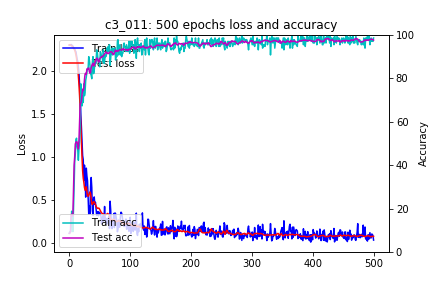 c3_011: 500 epochs loss and accuracy
Train loss
Test loss
Train acc
Test acc
Loss
Accuracy
2.0
1.5
1.0
0.5
0.0
100
80
60
40
20
0
0 100 200 300 400 500